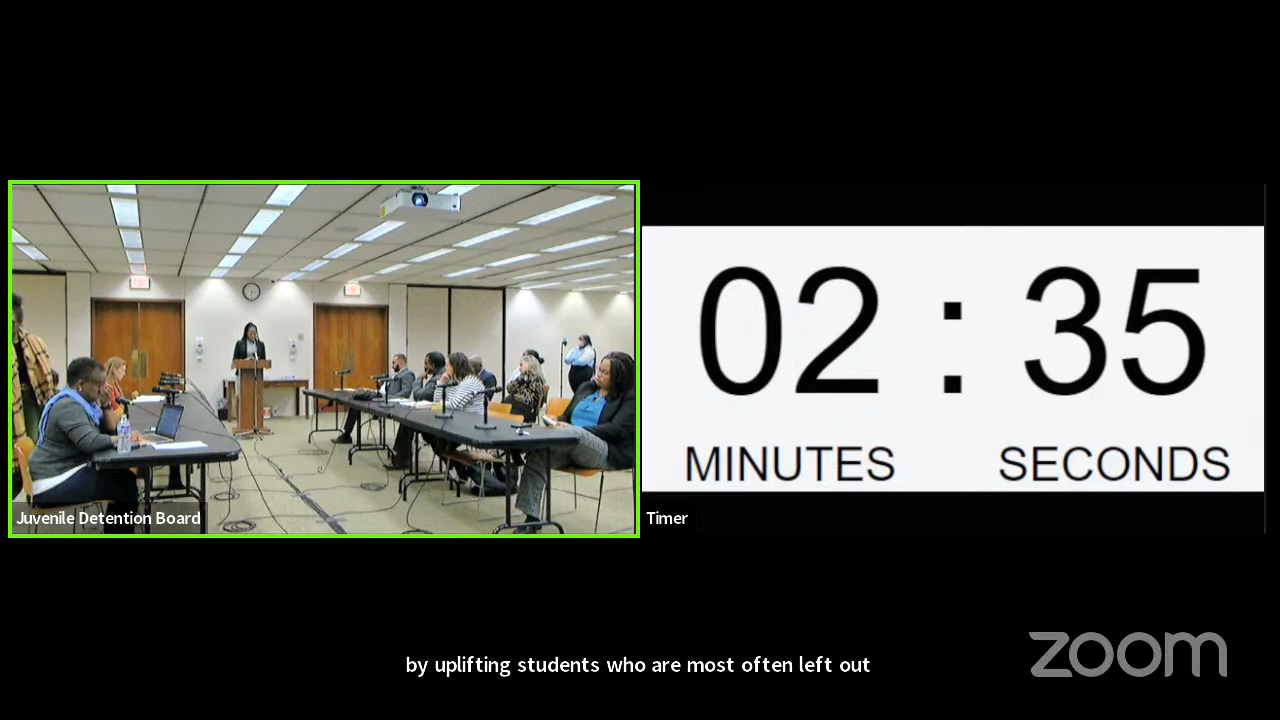 02 : 35
MINUTES SECONDS
Juvenile Detention Board
Timer
by uplifting students who are most often left out
zoom